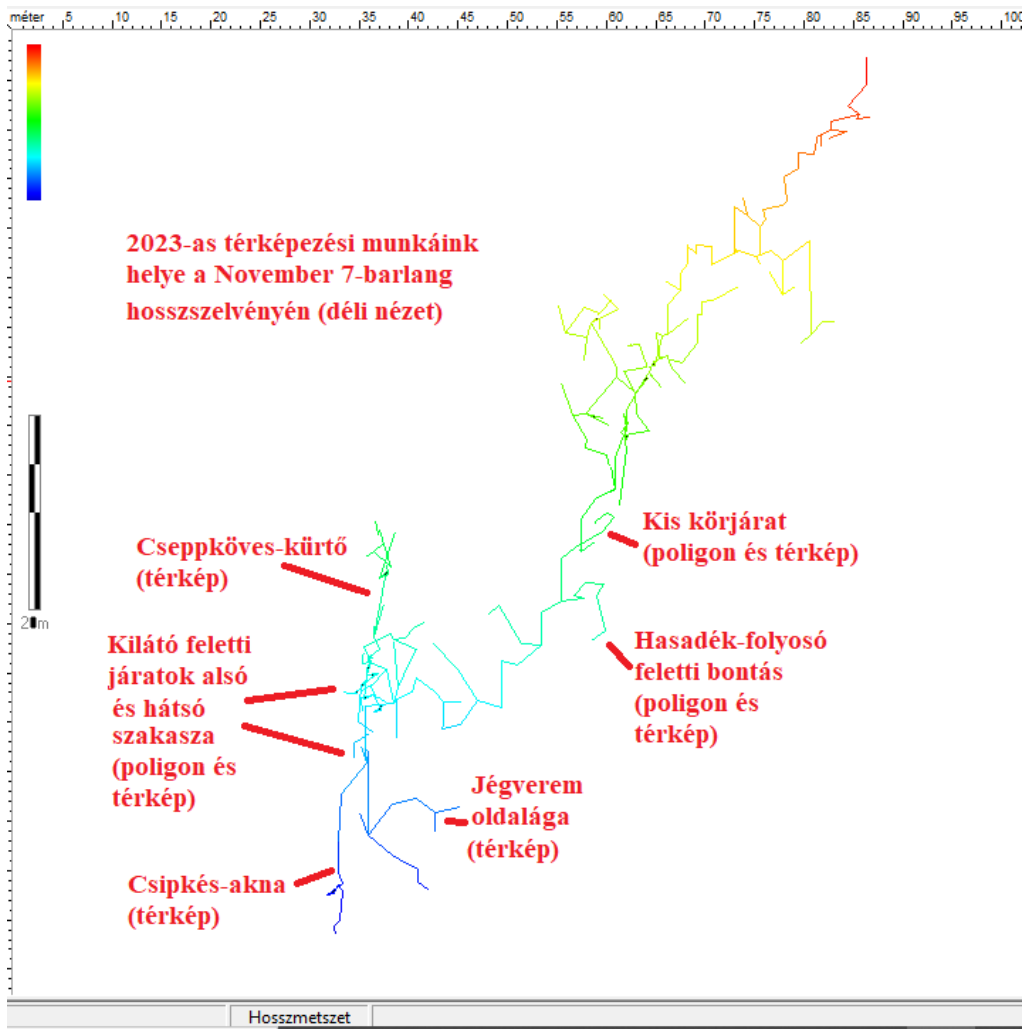 méter 5 10 15 20 25 30 35 40 45 50 55 60 65 70 75 80 85 90 95 100
2023-as térképezési munkáink
helye a November 7-barlang
hosszszelvényén (déli nézet)
Kis körjárat
(poligon és térkép)
Cseppköves-kürtő
(térkép)
Hasadék-folyosó
feletti bontás
(poligon és
térkép)
Kilátó feletti
járatok alsó
és hátsó
szakasza
(poligon és
térkép)
Jégverem
oldalága
(térkép)
Csipkés-akna
(térkép)
Hosszmetszet